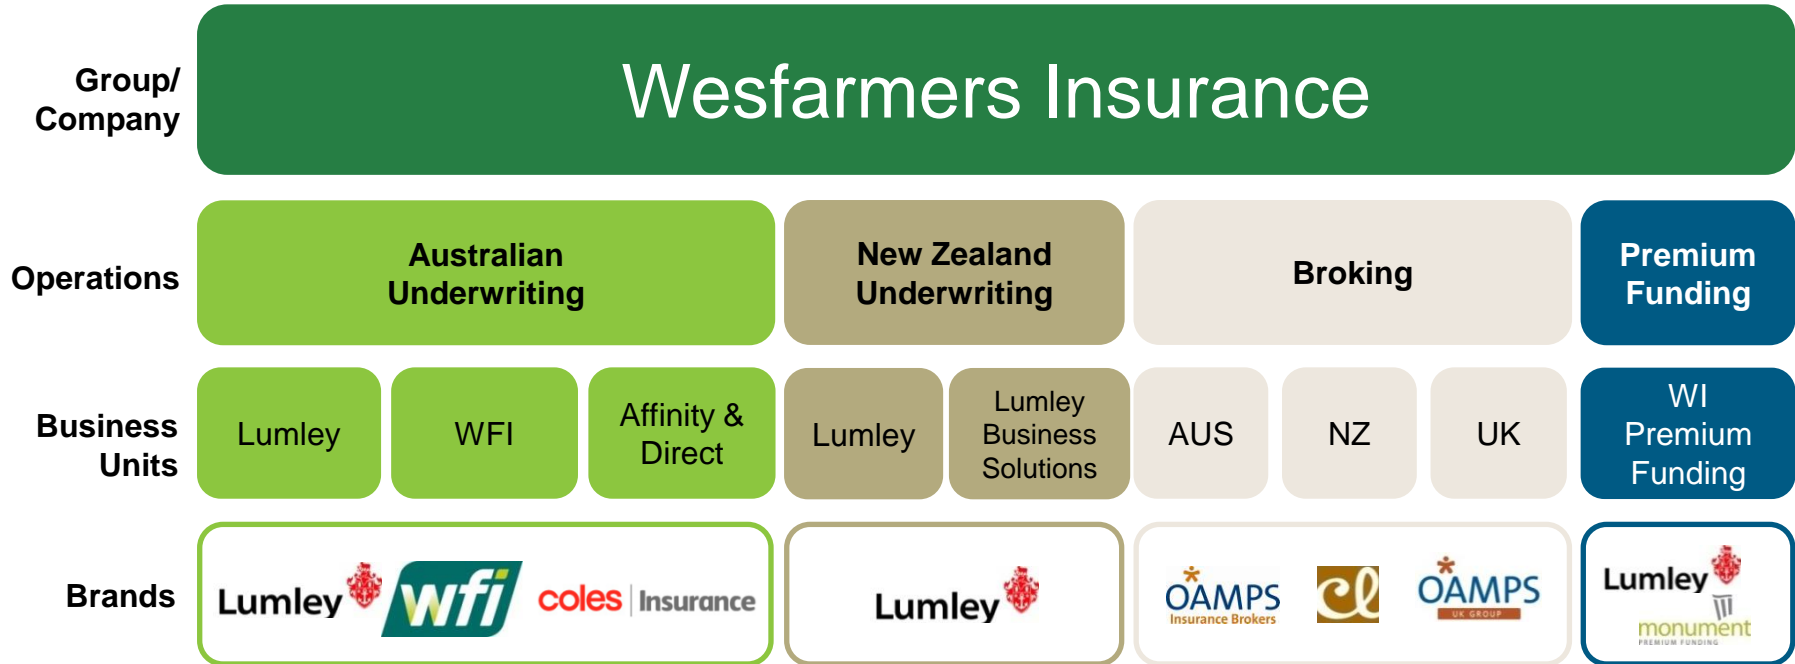 Group/
Company
Wesfarmers Insurance
Operations
Australian
Underwriting
New Zealand
Underwriting
Broking
Premium
Funding
Business
Units
Lumley
WFI
Affinity &
Direct
Lumley
Lumley
Business
Solutions
AUS
NZ
UK
WI
Premium
Funding
Brands
Lumley
wfi
coles Insurance
Lumley
OAMPS
Insurance Brokers
cl
OAMPS
UK GROUP
Lumley
monument
PREMIUM FUNDING